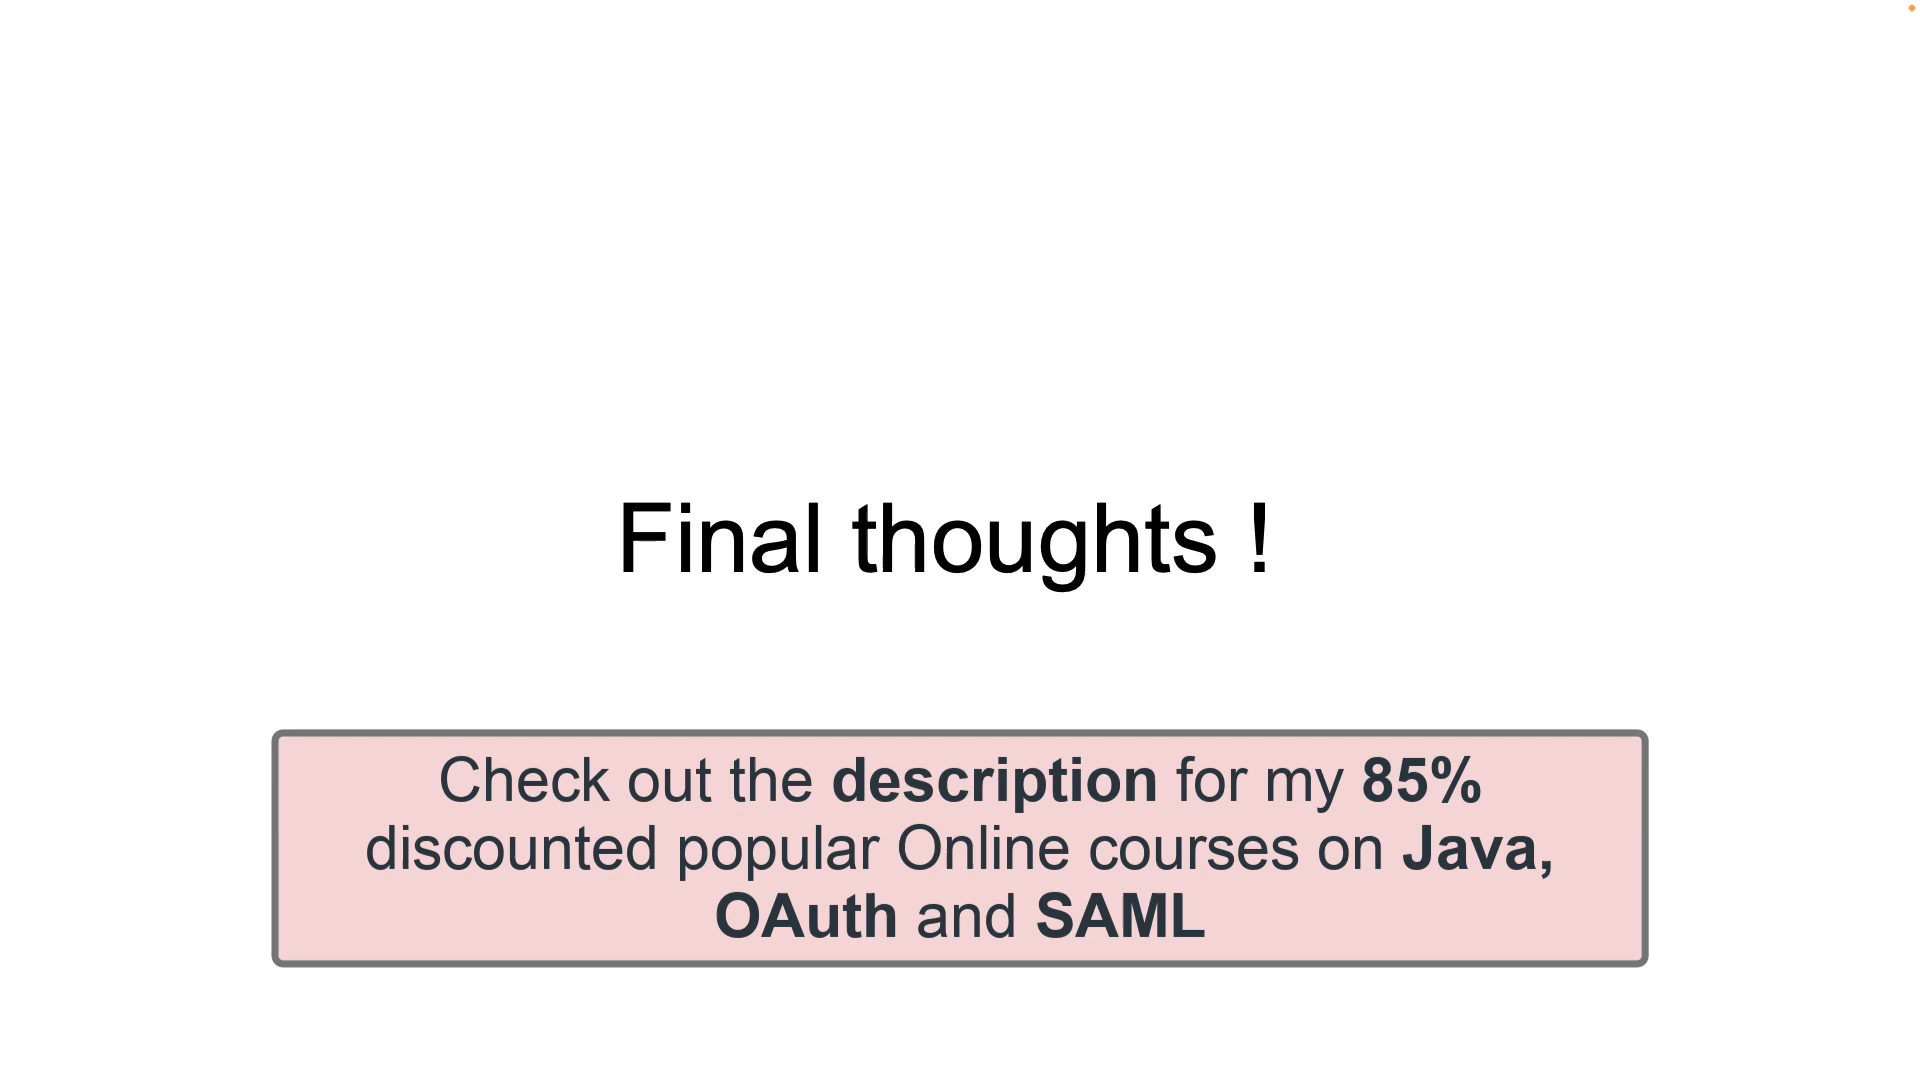 Final thoughts !
Check out the description for my 85%
discounted popular Online courses on Java,
OAuth and SAML